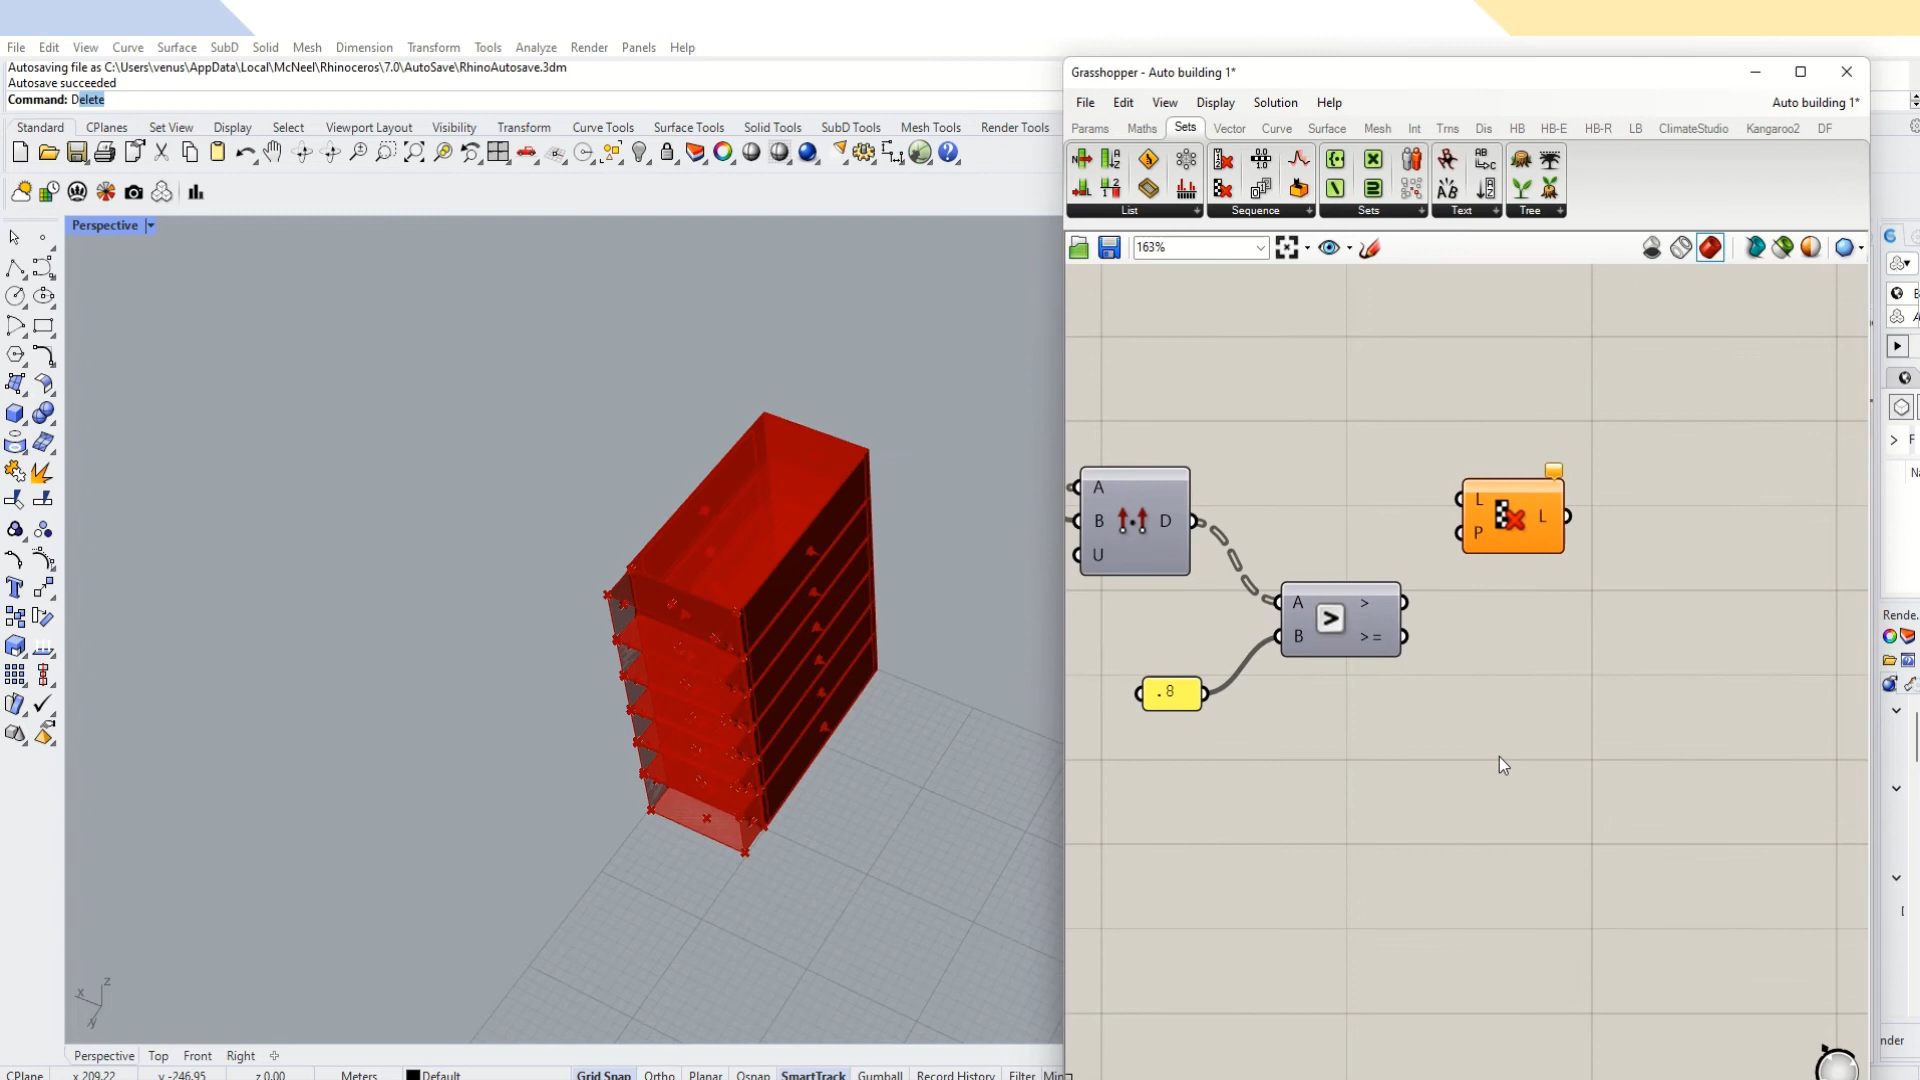 File Edit View Curve Surface SubD Solid Mesh Dimension Transform Tools Analyze Render Panels Help
Autosaving file as C:\Users\venus\AppData\Local\McNeel\Rhinoceros\7.0\AutoSave\RhinoAutosave.3dm
Autosave succeeded
Command: Delete
Standard CPlanes Set View Display Select Viewport Layout Visibility Transform Curve Tools Surface Tools Solid Tools SubD Tools Mesh Tools Render Tools
Perspective
x
z
y
Perspective Top Front Right
CPlane x 209.22 y -246.95 z 0.00 Meters Default Grid Snap Ortho Planar Osnap SmartTrack Gumball Record History Filter
Grasshopper - Auto building 1*
File Edit View Display Solution Help Auto building 1*
Params Maths Sets Vector Curve Surface Mesh Int Trns Dis HB HB-E HB-R LB ClimateStudio Kangaroo2 DF
List Sequence Sets Text Tree
163%
A
B D
U
L
P L
A >
B >=
.8
Rende.
nder